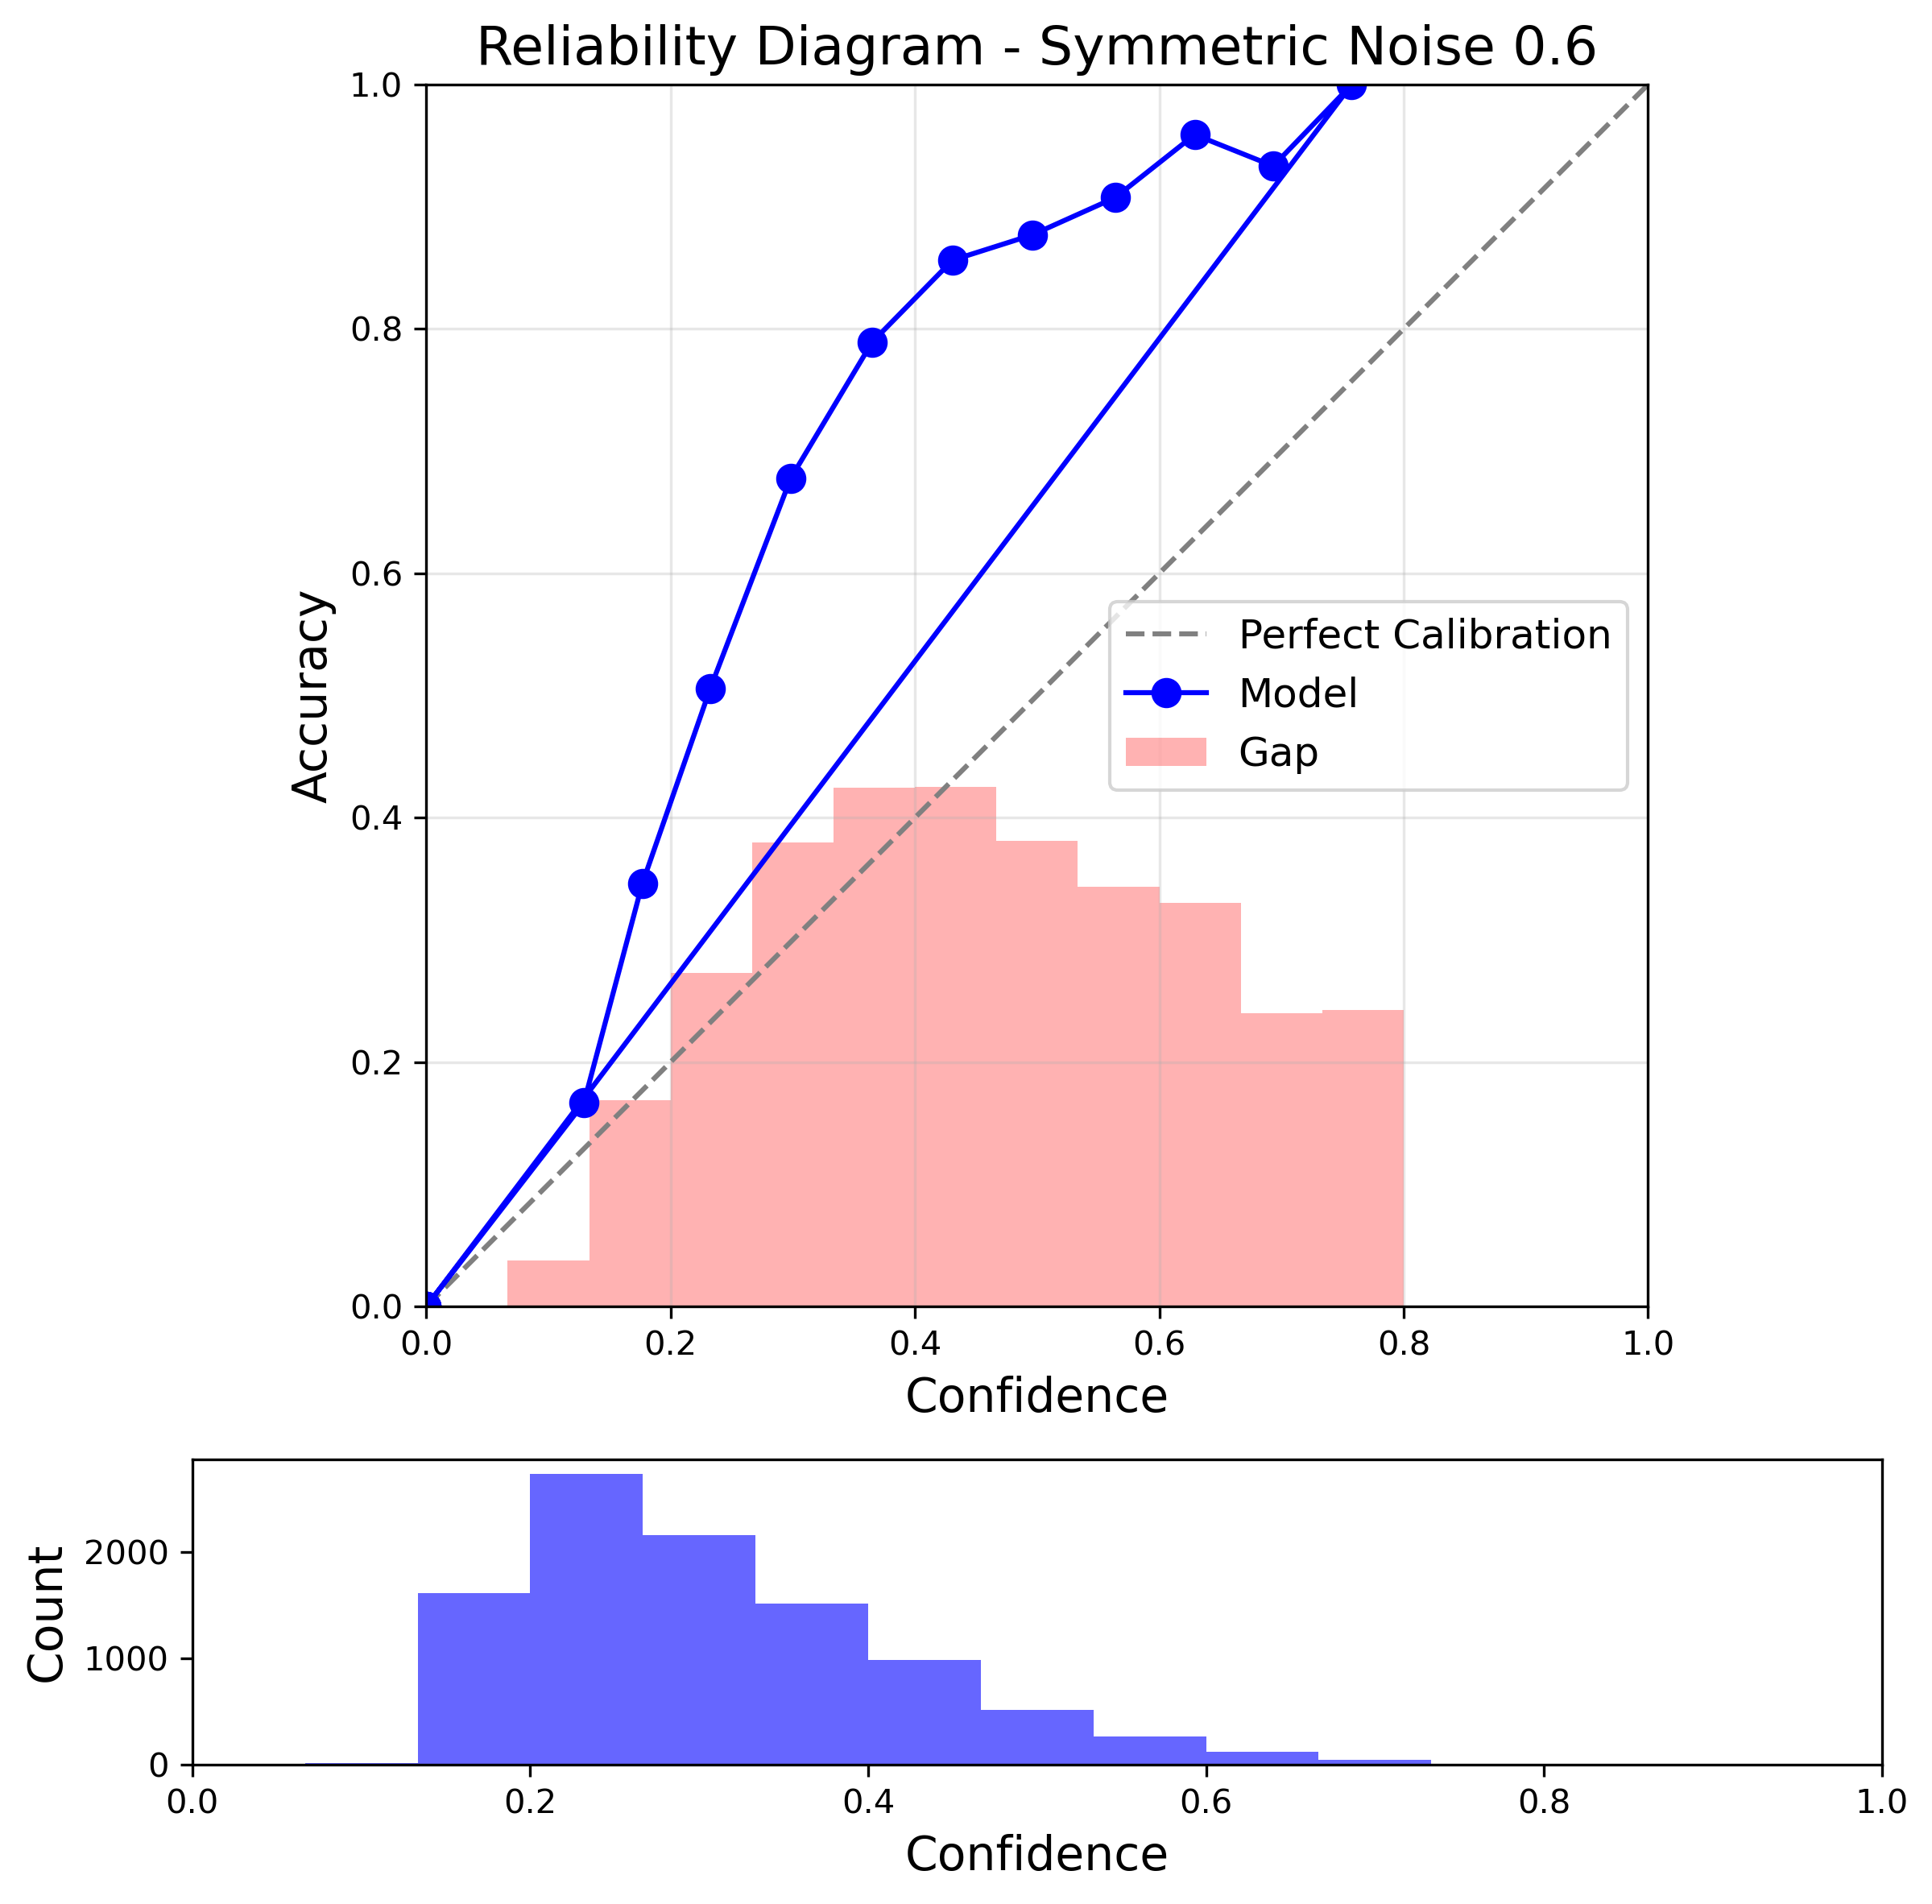 Reliability Diagram - Symmetric Noise 0.6
1.0
0.8
0.6
0.4
0.2
0.0
Accuracy
Perfect Calibration
Model
Gap
0.0 0.2 0.4 0.6 0.8 1.0
Confidence
2000
1000
0
Count
0.0 0.2 0.4 0.6 0.8 1.0
Confidence